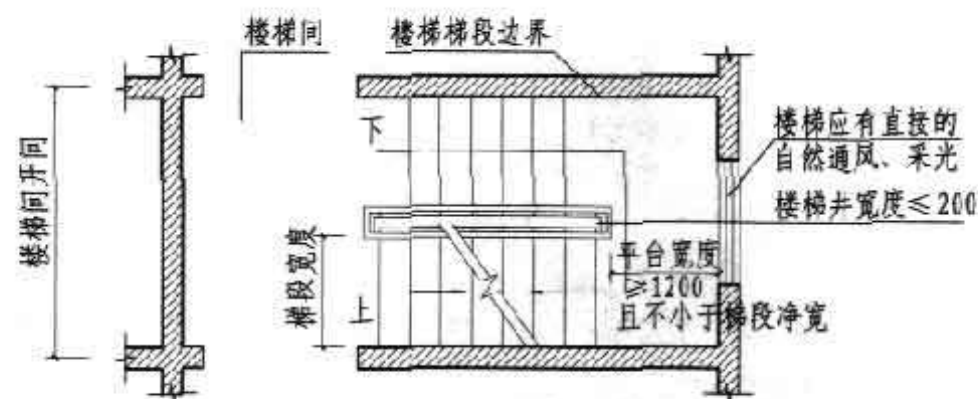 楼梯间
楼梯梯段边界
楼梯间开间
下
楼梯应有直接的
自然通风、采光
楼梯井宽度≤200
梯段宽度
上
平台宽度
≥1200
且不小于梯段净宽